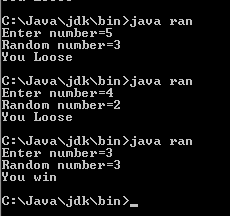 You Loose

C:\Java\jdk\bin>java ran
Enter number=5
Random number=3
You Loose

C:\Java\jdk\bin>java ran
Enter number=4
Random number=2
You Loose

C:\Java\jdk\bin>java ran
Enter number=3
Random number=3
You win

C:\Java\jdk\bin>_